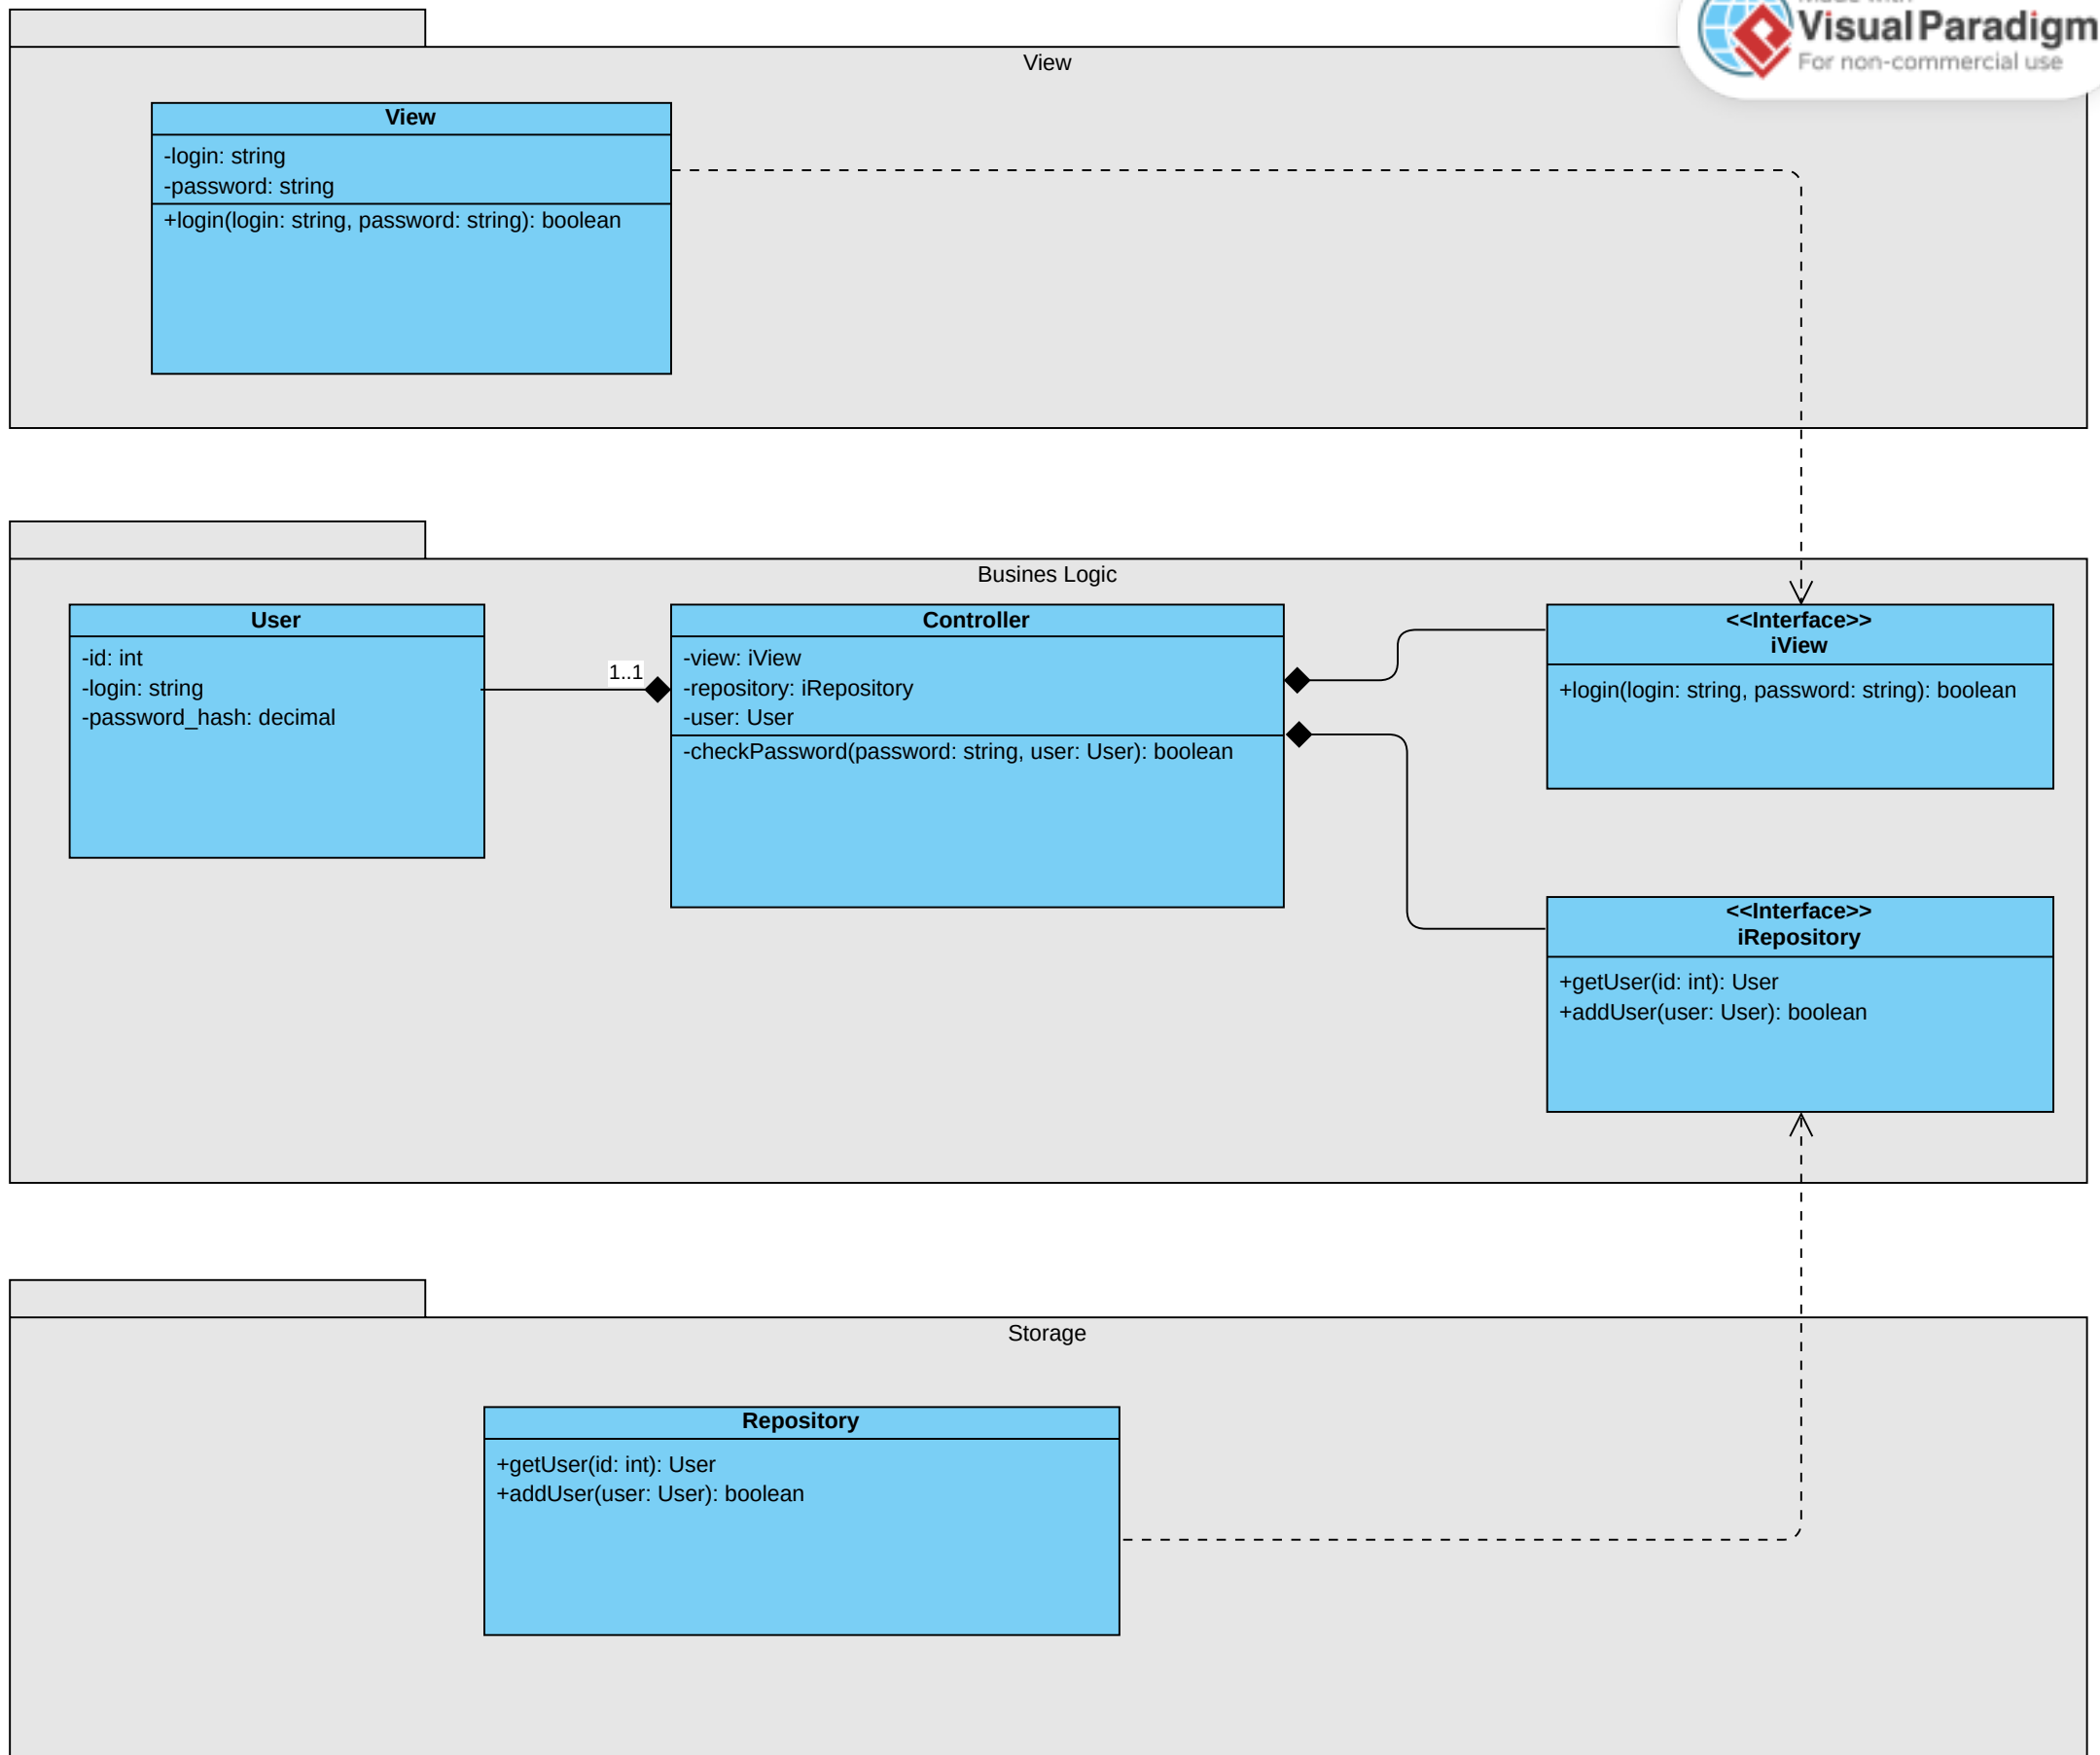 Visual Paradigm
For non-commercial use
View
View
-login: string
-password: string
+login(login: string, password: string): boolean
Busines Logic
User
-id: int
-login: string
-password_hash: decimal
1..1
Controller
-view: iView
-repository: iRepository
-user: User
-checkPassword(password: string, user: User): boolean
<<Interface>>
iView
+login(login: string, password: string): boolean
<<Interface>>
iRepository
+getUser(id: int): User
+addUser(user: User): boolean
Storage
Repository
+getUser(id: int): User
+addUser(user: User): boolean